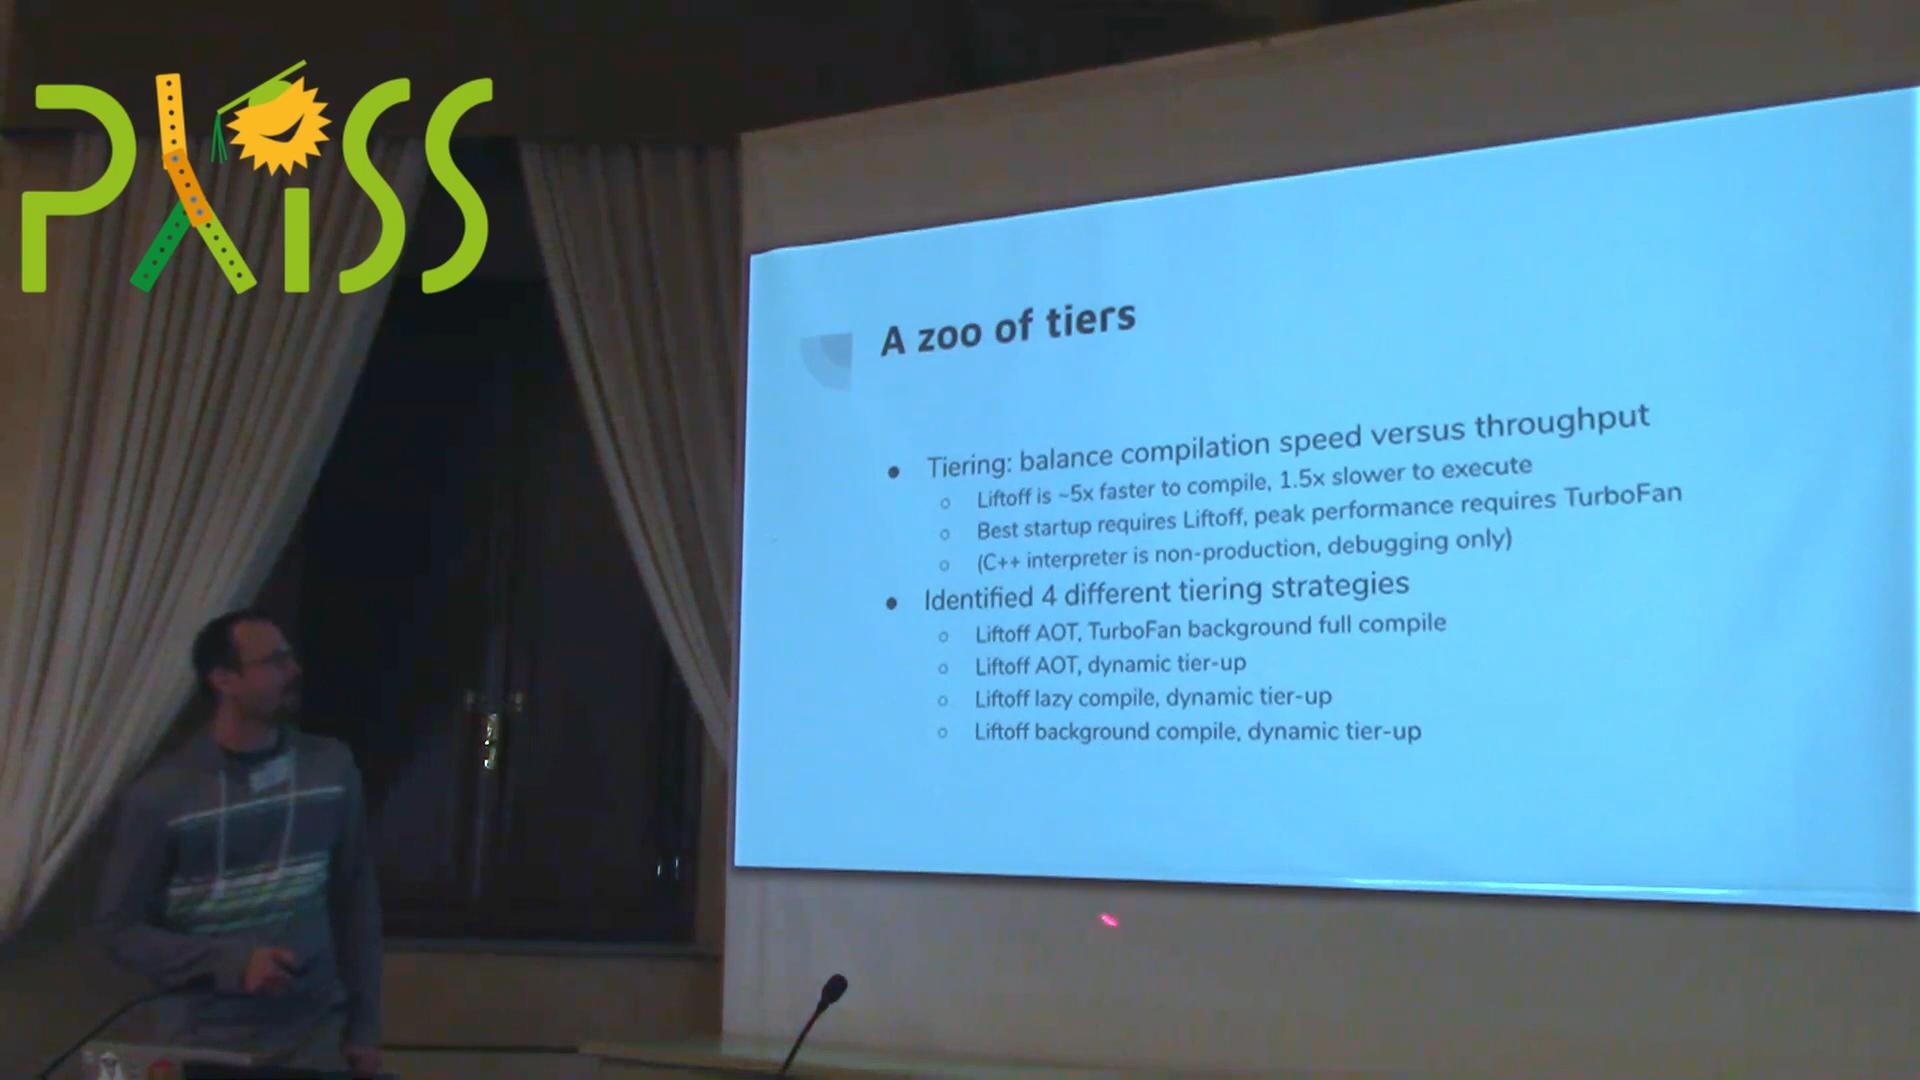 PLISS
A zoo of tiers
● Tiering: balance compilation speed versus throughput
○ Liftoff is ~5x faster to compile, 1.5x slower to execute
○ Best startup requires Liftoff, peak performance requires TurboFan
○ (C++ interpreter is non-production, debugging only)
● Identified 4 different tiering strategies
○ Liftoff AOT, TurboFan background full compile
○ Liftoff AOT, dynamic tier-up
○ Liftoff lazy compile, dynamic tier-up
○ Liftoff background compile, dynamic tier-up